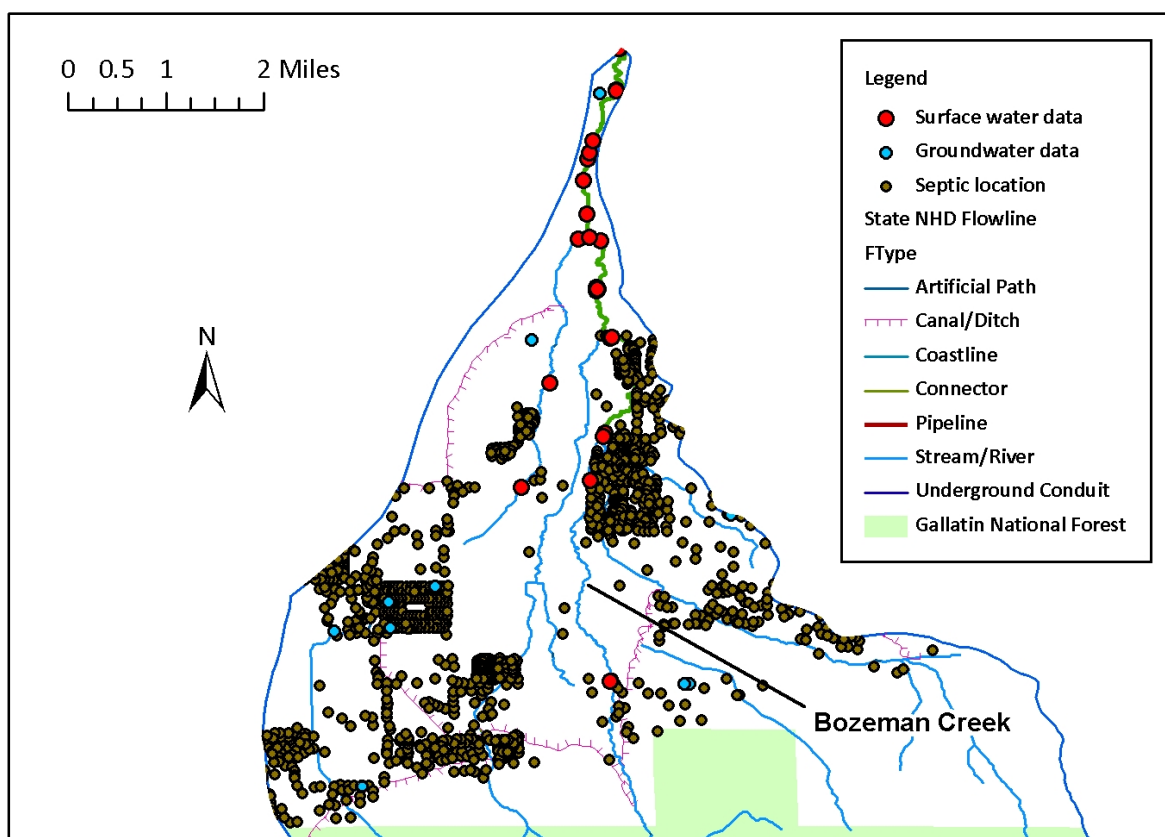 0 0.5 1 2 Miles
N
Legend
Surface water data
Groundwater data
Septic location
State NHD Flowline
FType
Artificial Path
Canal/Ditch
Coastline
Connector
Pipeline
Stream/River
Underground Conduit
Gallatin National Forest
Bozeman Creek